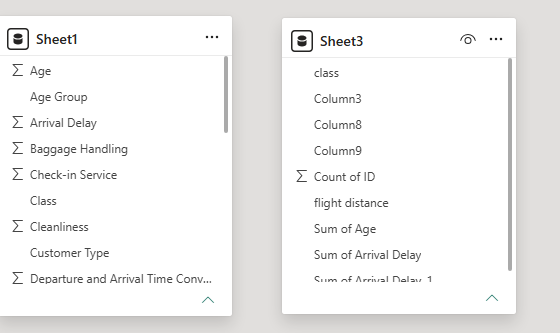 Sheet1
Age
Age Group
Arrival Delay
Baggage Handling
Check-in Service
Class
Cleanliness
Customer Type
Departure and Arrival Time Conv...
Sheet3
class
Column3
Column8
Column9
Count of ID
flight distance
Sum of Age
Sum of Arrival Delay
Sum of Arrival Delay_1